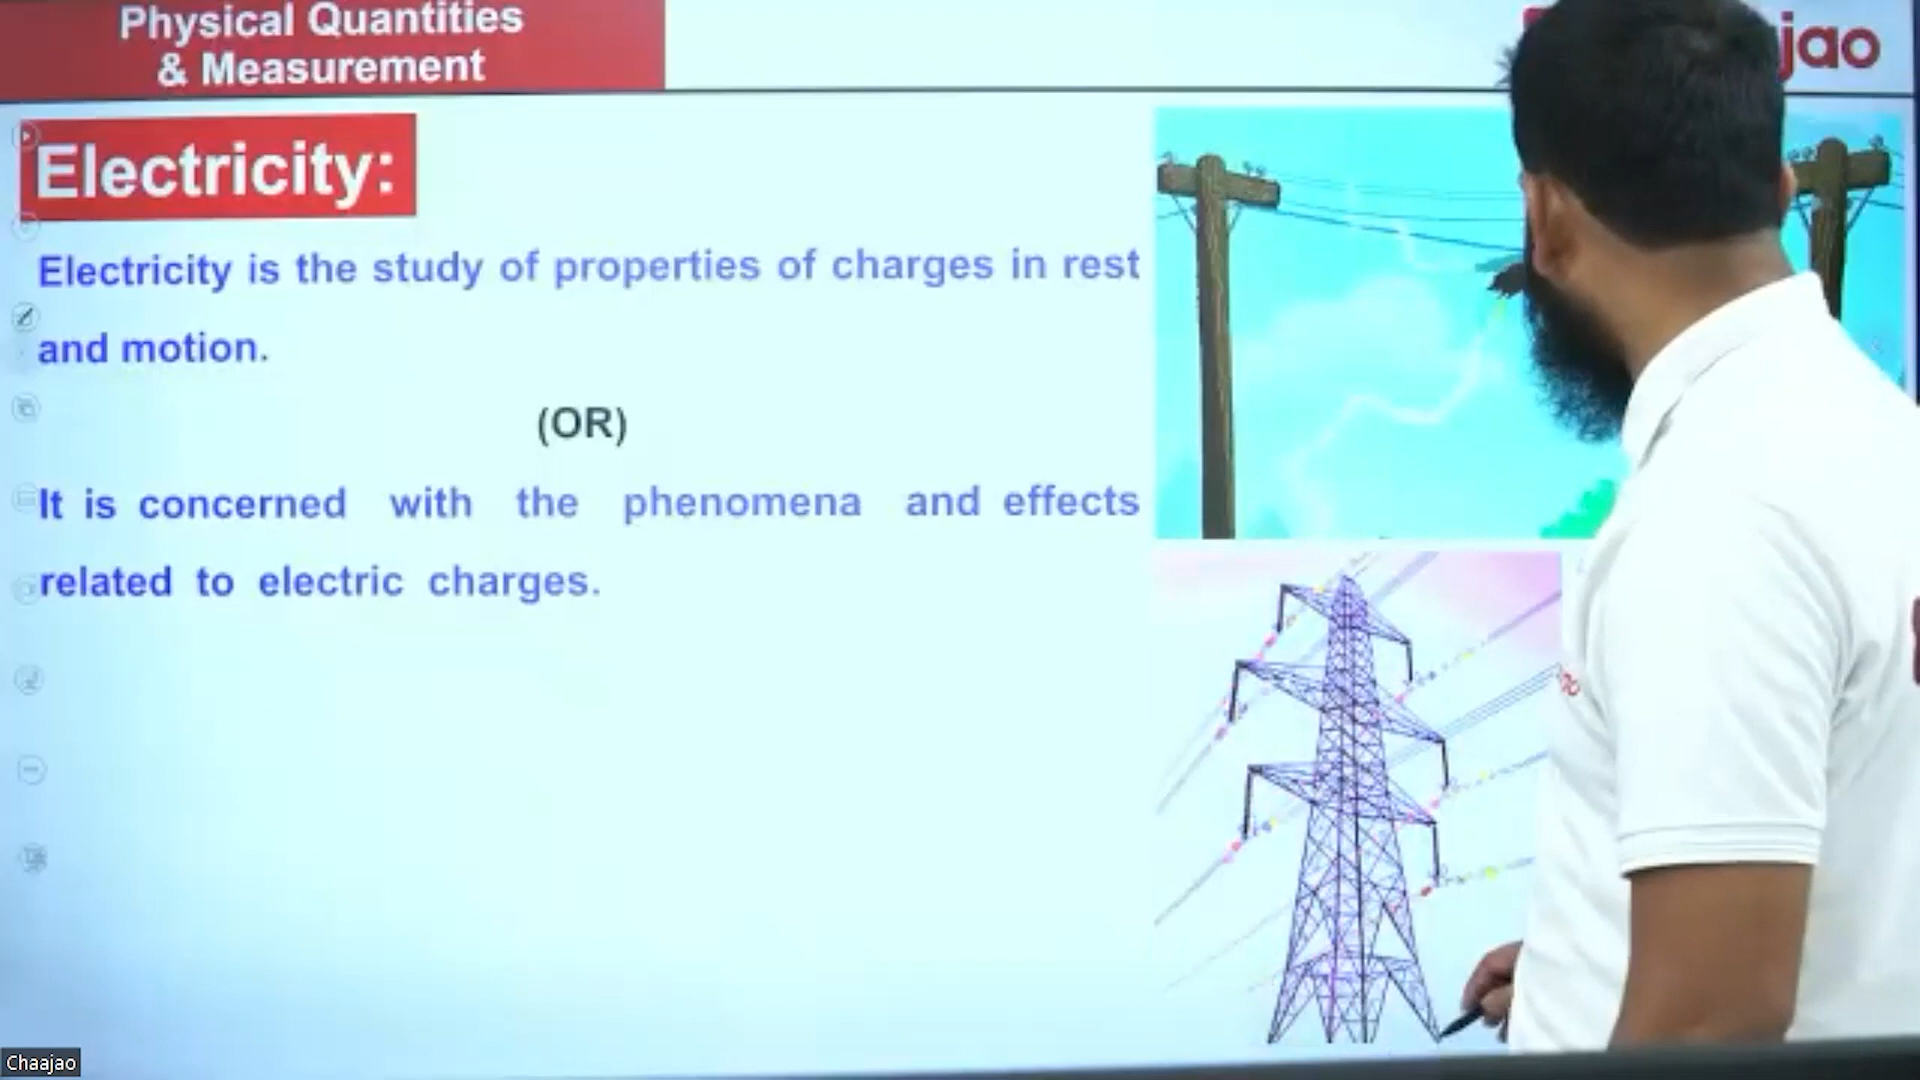 Physical Quantities
& Measurement
jao
Electricity:
Electricity is the study of properties of charges in rest
and motion.
(OR)
It is concerned with the phenomena and effects
related to electric charges.
Chaajao